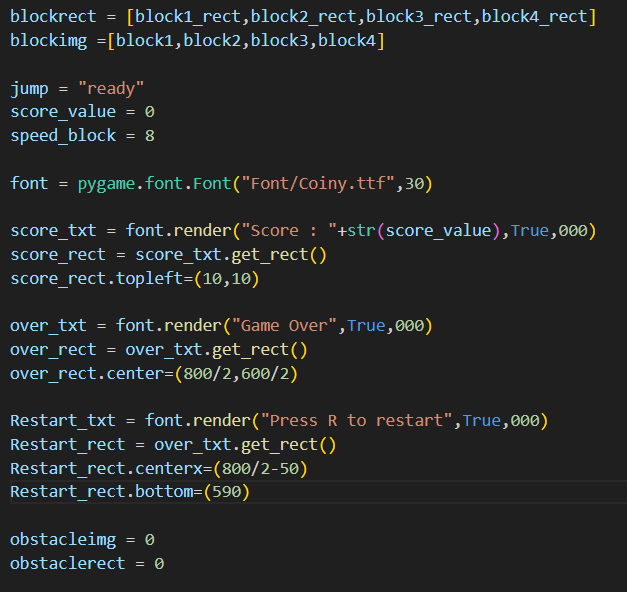 blockrect = [block1_rect,block2_rect,block3_rect,block4_rect]
blockimg =[block1,block2,block3,block4]
jump = "ready"
score_value = 0
speed_block = 8
font = pygame.font.Font("Font/Coiny.ttf",30)
score_txt = font.render("Score : "+str(score_value),True,000)
score_rect = score_txt.get_rect()
score_rect.topleft=(10,10)
over_txt = font.render("Game Over",True,000)
over_rect = over_txt.get_rect()
over_rect.center=(800/2,600/2)
Restart_txt = font.render("Press R to restart",True,000)
Restart_rect = over_txt.get_rect()
Restart_rect.centerx=(800/2-50)
Restart_rect.bottom=(590)
obstacleimg = 0
obstaclerect = 0